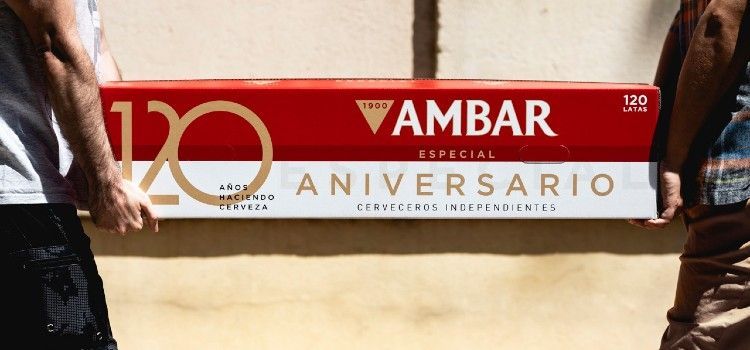 120
AÑOS
HACIENDO
CERVEZA
1900
AMBAR
ESPECIAL
ANIVERSARIO
CERVECEROS INDEPENDIENTES
120
LATAS